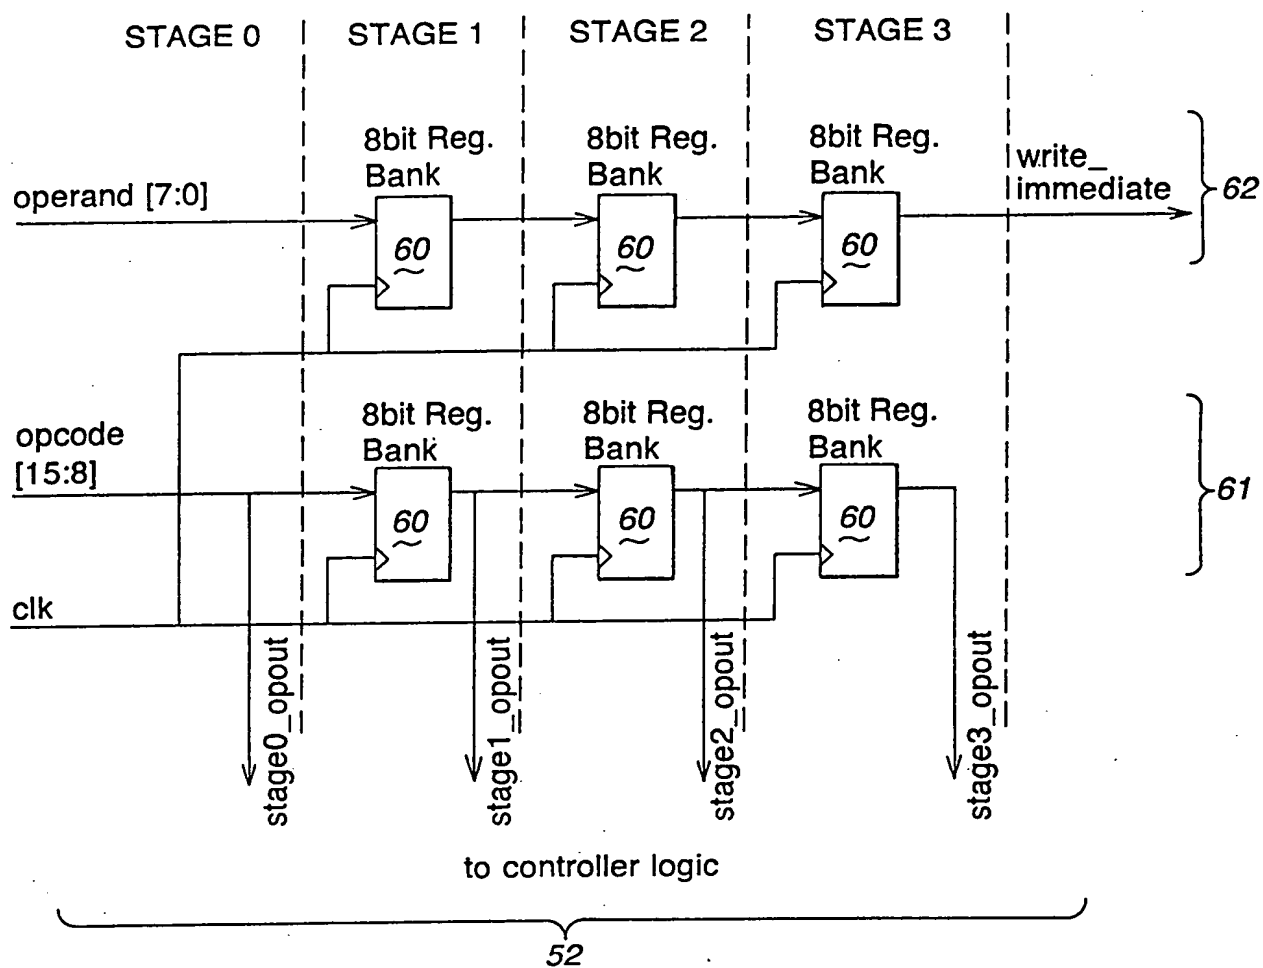 STAGE 0 STAGE 1 STAGE 2 STAGE 3
8bit Reg. Bank
8bit Reg. Bank
8bit Reg. Bank
operand [7:0]
write_
immediate
62
60 60 60
opcode
[15:8]
8bit Reg. Bank
8bit Reg. Bank
8bit Reg. Bank
61
60 60 60
clk
stage0_opout
stage1_opout
stage2_opout
stage3_opout
to controller logic
52